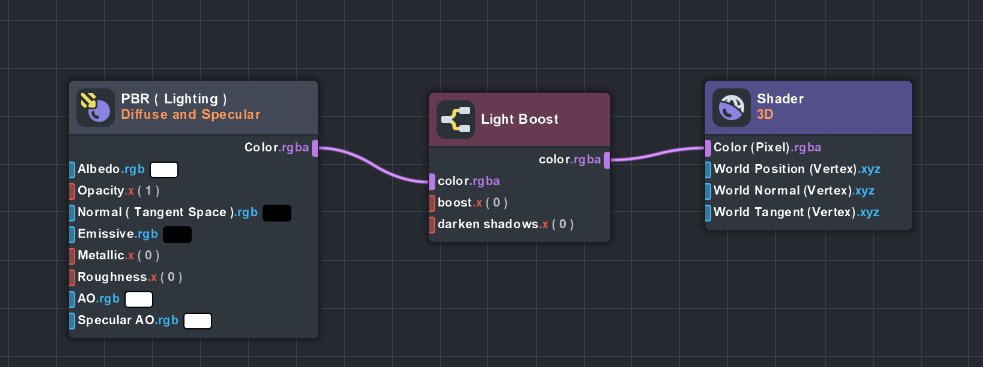 PBR ( Lighting )
Diffuse and Specular
Color.rgba
Albedo.rgb
Opacity.x ( 1 )
Normal ( Tangent Space ).rgb
Emissive.rgb
Metallic.x ( 0 )
Roughness.x ( 0 )
AO.rgb
Specular AO.rgb
Light Boost
color.rgba
color.rgba
boost.x ( 0 )
darken shadows.x ( 0 )
Shader
3D
Color (Pixel).rgba
World Position (Vertex).xyz
World Normal (Vertex).xyz
World Tangent (Vertex).xyz